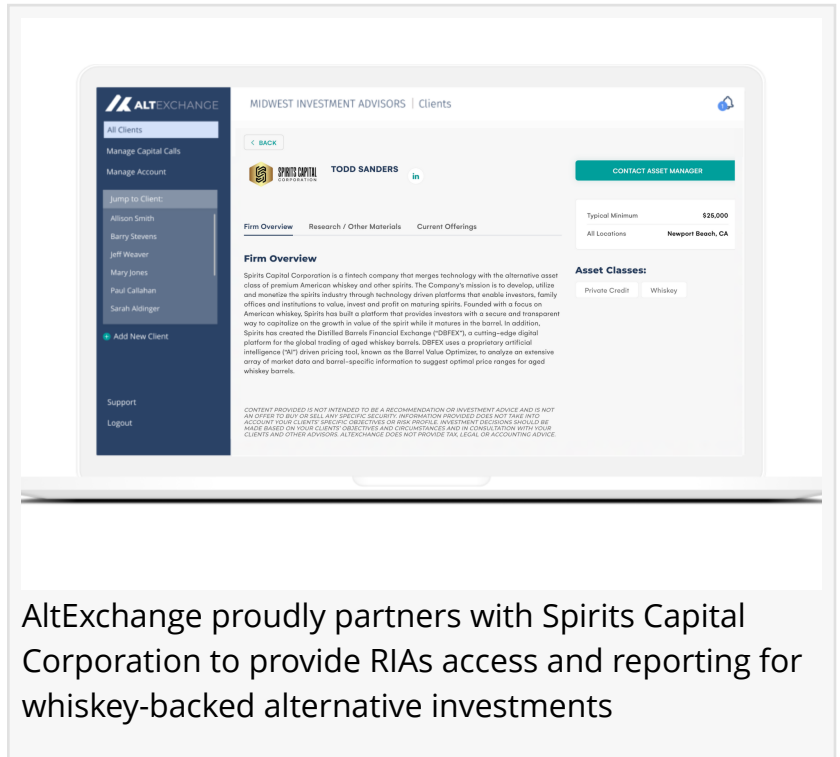 ALTEXCHANGE
MIDWEST INVESTMENT ADVISORS | Clients
1
All Clients
Manage Capital Calls
Manage Account
Jump to Client:
Allison Smith
Barry Stevens
Jeff Weaver
Mary Jones
Paul Callahan
Sarah Aldinger
+ Add New Client
Support
Logout
< BACK
SPIRITS CAPITAL
CORPORATION
TODD SANDERS
in
CONTACT ASSET MANAGER
Typical Minimum $25,000
All Locations Newport Beach, CA
Asset Classes:
Private Credit Whiskey
Firm Overview Research / Other Materials Current Offerings
Firm Overview
Spirits Capital Corporation is a fintech company that merges technology with the alternative asset
class of premium American whiskey and other spirits. The Company's mission is to develop, utilize
and monetize the spirits industry through technology driven platforms that enable investors, family
offices and institutions to value, invest and profit on maturing spirits. Founded with a focus on
American whiskey, Spirits has built a platform that provides investors with a secure and transparent
way to capitalize on the growth in value of the spirit while it matures in the barrel. In addition,
Spirits has created the Distilled Barrels Financial Exchange ("DBFEX"), a cutting-edge digital
platform for the global trading of aged whiskey barrels. DBFEX uses a proprietary artificial
intelligence ("AI") driven pricing tool, known as the Barrel Value Optimizer, to analyze an extensive
array of market data and barrel-specific information to suggest optimal price ranges for aged
whiskey barrels.
CONTENT PROVIDED IS NOT INTENDED TO BE A RECOMMENDATION OR INVESTMENT ADVICE AND IS NOT
AN OFFER TO BUY OR SELL ANY SPECIFIC SECURITY. INFORMATION PROVIDED DOES NOT TAKE INTO
ACCOUNT YOUR CLIENTS' SPECIFIC OBJECTIVES OR RISK PROFILE. INVESTMENT DECISIONS SHOULD BE
MADE BASED ON YOUR CLIENTS' OBJECTIVES AND CIRCUMSTANCES AND IN CONSULTATION WITH YOUR
CLIENTS AND OTHER ADVISORS. ALTEXCHANGE DOES NOT PROVIDE TAX, LEGAL OR ACCOUNTING ADVICE.
AltExchange proudly partners with Spirits Capital
Corporation to provide RIAs access and reporting for
whiskey-backed alternative investments